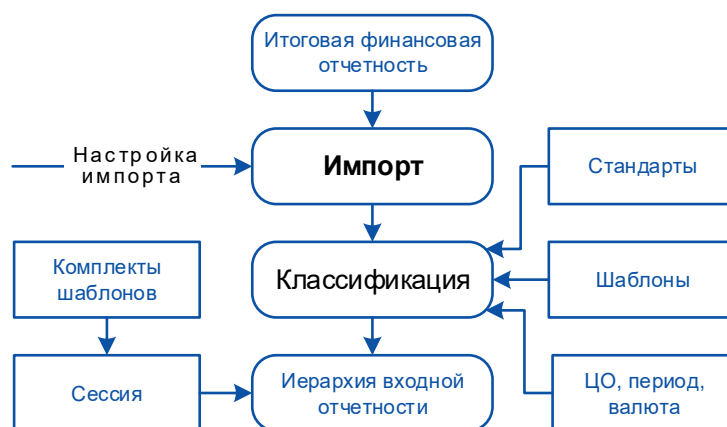 Итоговая финансовая
отчетность
Настройка
импорта
Импорт
Стандарты
Комплекты
шаблонов
Классификация
Шаблоны
Сессия
Иерархия входной
отчетности
ЦО, период,
валюта